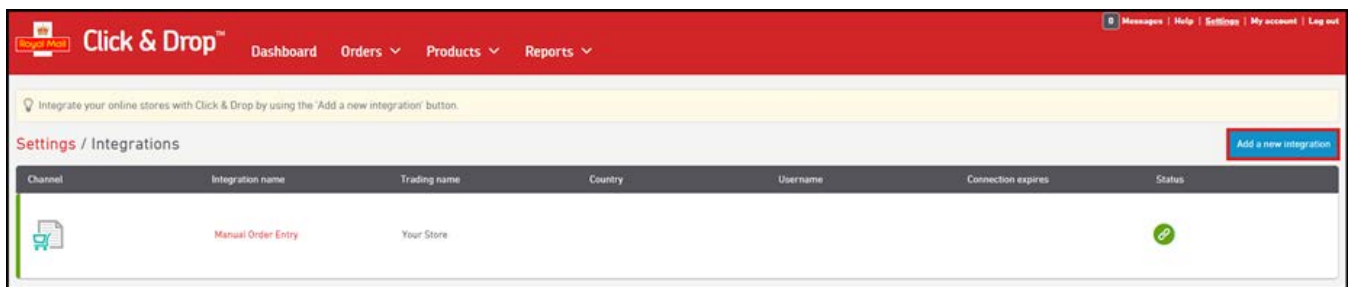 0 Messages | Help | Settings | My account | Log out
Royal Mail Click & Drop™ Dashboard Orders Products Reports
Integrate your online stores with Click & Drop by using the 'Add a new integration' button.
Settings / Integrations Add a new integration
Channel Integration name Trading name Country Username Connection expires Status
Manual Order Entry Your Store